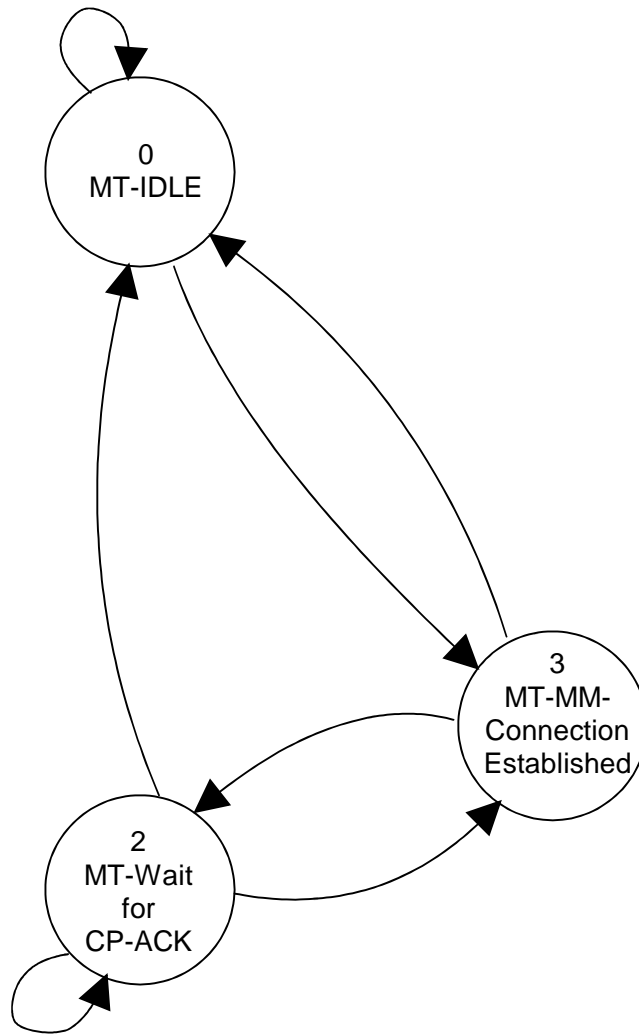 0
MT-IDLE
3
MT-MM-
Connection
Established
2
MT-Wait
for
CP-ACK